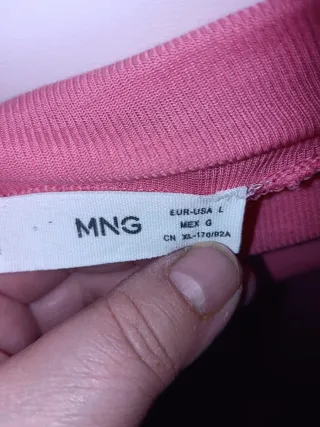 MNG
EUR-USA L
MEX G
CN XL-170/92A